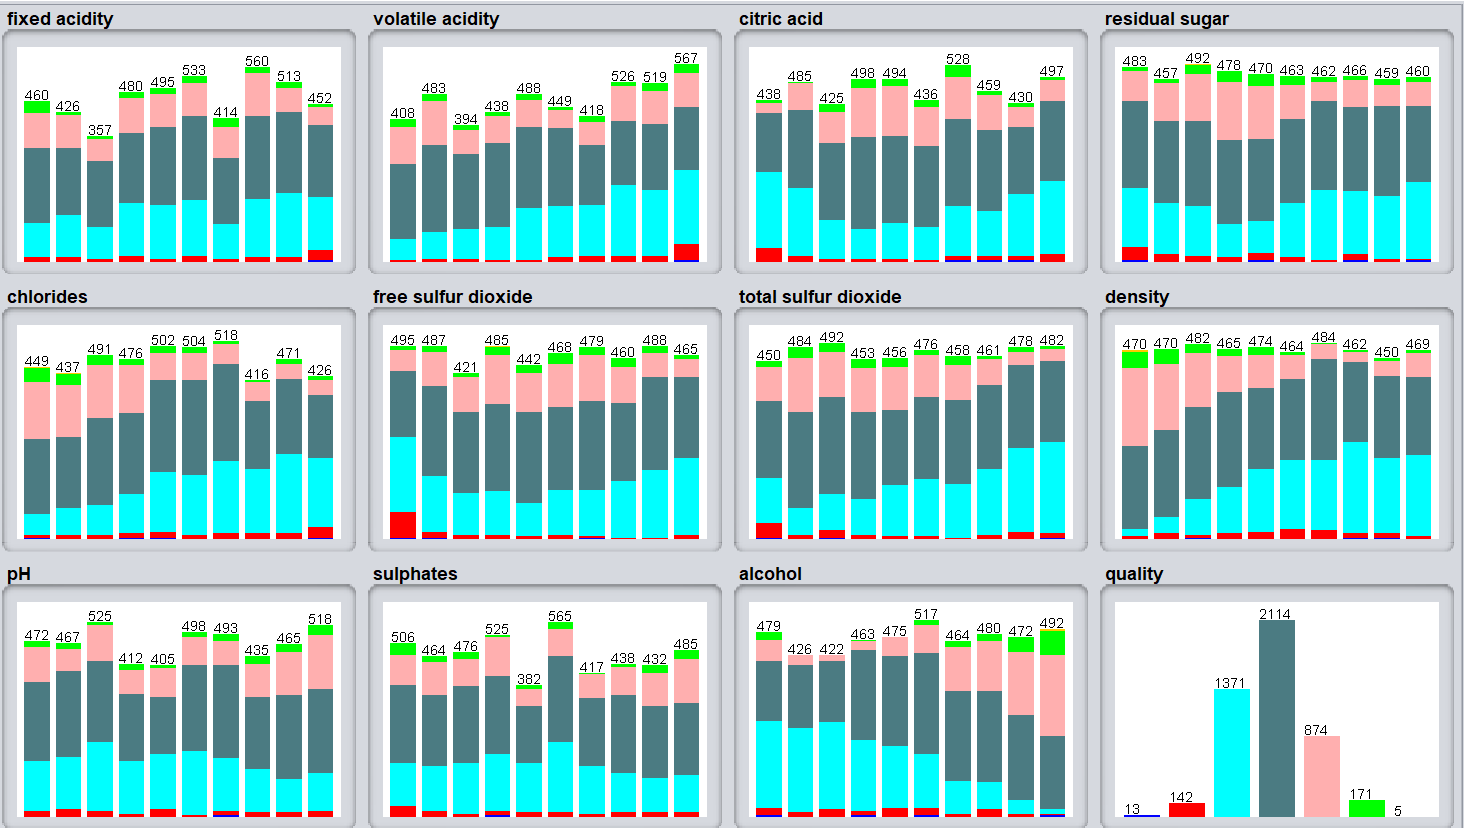 fixed acidity volatile acidity citric acid residual sugar
460 426 357 480 495 533 414 560 513 452
408 483 394 438 488 449 418 526 519 567
438 485 425 498 494 436 528 459 430 497
483 457 492 478 470 463 462 466 459 460
chlorides free sulfur dioxide total sulfur dioxide density
449 437 491 476 502 504 518 416 471 426
495 487 421 485 442 468 479 460 488 465
450 484 492 453 456 476 458 461 478 482
470 470 482 465 474 464 484 462 450 469
pH sulphates alcohol quality
472 467 525 412 405 498 493 435 465 518
506 464 476 525 382 565 417 438 432 485
479 426 422 463 475 517 464 480 472 492
13 142 1371 2114 874 171 5